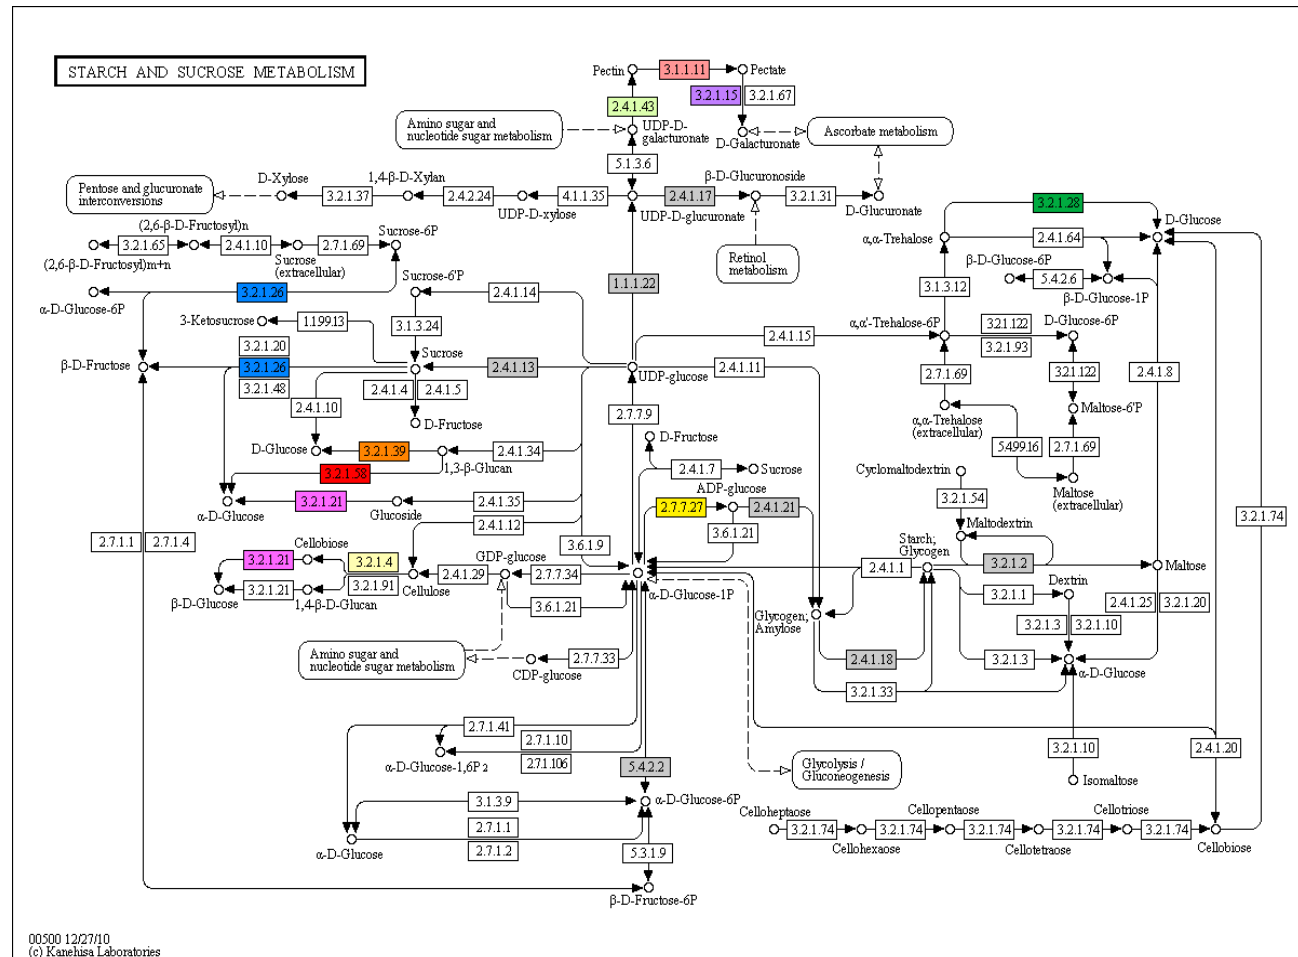 STARCH AND SUCROSE METABOLISM
Pectin
3.1.1.11
Pectate
2.4.1.43
3.2.1.15
3.2.1.67
Amino sugar and
nucleotide sugar metabolism
UDP-D-
galacturonate
D-Galacturonate
Ascorbate metabolism
5.1.3.6
Pentose and glucuronate
interconversions
D-Xylose
3.2.1.37
1,4-β-D-Xylan
2.4.2.24
UDP-D-xylose
4.1.1.35
2.4.1.17
UDP-D-glucuronate
β-D-Glucuronoside
3.2.1.31
D-Glucuronate
3.2.1.28
D-Glucose
(2,6-β-D-Fructosyl)n
Sucrose-6P
3.2.1.65
2.4.1.10
2.7.1.69
(2,6-β-D-Fructosyl)m+n
Sucrose
(extracellular)
Retinol
metabolism
α,α-Trehalose
2.4.1.64
β-D-Glucose-6P
5.4.2.6
β-D-Glucose-1P
α-D-Glucose-6P
3.2.1.26
Sucrose-6'P
2.4.1.14
1.1.1.22
3.1.3.12
3-Ketosucrose
1.199.13
3.1.3.24
2.4.1.15
α,α'-Trehalose-6P
3.2.1.122
3.2.1.93
D-Glucose-6P
3.2.1.20
β-D-Fructose
3.2.1.26
3.2.1.48
Sucrose
2.4.1.13
UDP-glucose
2.4.1.11
2.7.1.69
3.2.1.122
2.4.1.8
2.4.1.10
2.4.1.4
2.4.1.5
D-Fructose
2.7.7.9
α,α-Trehalose
(extracellular)
Maltose-6'P
D-Glucose
3.2.1.39
1,3-β-Glucan
2.4.1.34
D-Fructose
5.499.16
2.7.1.69
3.2.1.58
2.4.1.7
Sucrose
Cyclomaltodextrin
Maltose
(extracellular)
α-D-Glucose
3.2.1.21
Glucoside
2.4.1.35
ADP-glucose
2.7.7.27
2.4.1.21
3.2.1.54
3.2.1.74
2.4.1.12
3.6.1.21
Maltodextrin
2.7.1.1
2.7.1.4
Cellobiose
3.6.1.9
Starch;
Glycogen
3.2.1.21
3.2.1.4
GDP-glucose
2.4.1.1
3.2.1.2
Maltose
3.2.1.91
Cellulose
2.4.1.29
2.7.7.34
α-D-Glucose-1P
Dextrin
β-D-Glucose
3.2.1.21
1,4-β-D-Glucan
3.6.1.21
Glycogen;
Amylose
3.2.1.1
2.4.1.25
3.2.1.20
3.2.1.3
3.2.1.10
Amino sugar and
nucleotide sugar metabolism
CDP-glucose
2.7.7.33
2.4.1.18
3.2.1.3
α-D-Glucose
3.2.1.33
2.7.1.41
2.7.1.10
2.7.1.106
α-D-Glucose-1,6P2
5.4.2.2
Glycolysis /
Gluconeogenesis
3.2.1.10
Isomaltose
2.4.1.20
3.1.3.9
α-D-Glucose-6P
2.7.1.1
2.7.1.2
α-D-Glucose
5.3.1.9
β-D-Fructose-6P
Celloheptaose
3.2.1.74
Cellohexaose
3.2.1.74
Cellopentaose
3.2.1.74
Cellotetraose
3.2.1.74
Cellotriose
3.2.1.74
Cellobiose
00500 12/27/10
(c) Kanehisa Laboratories